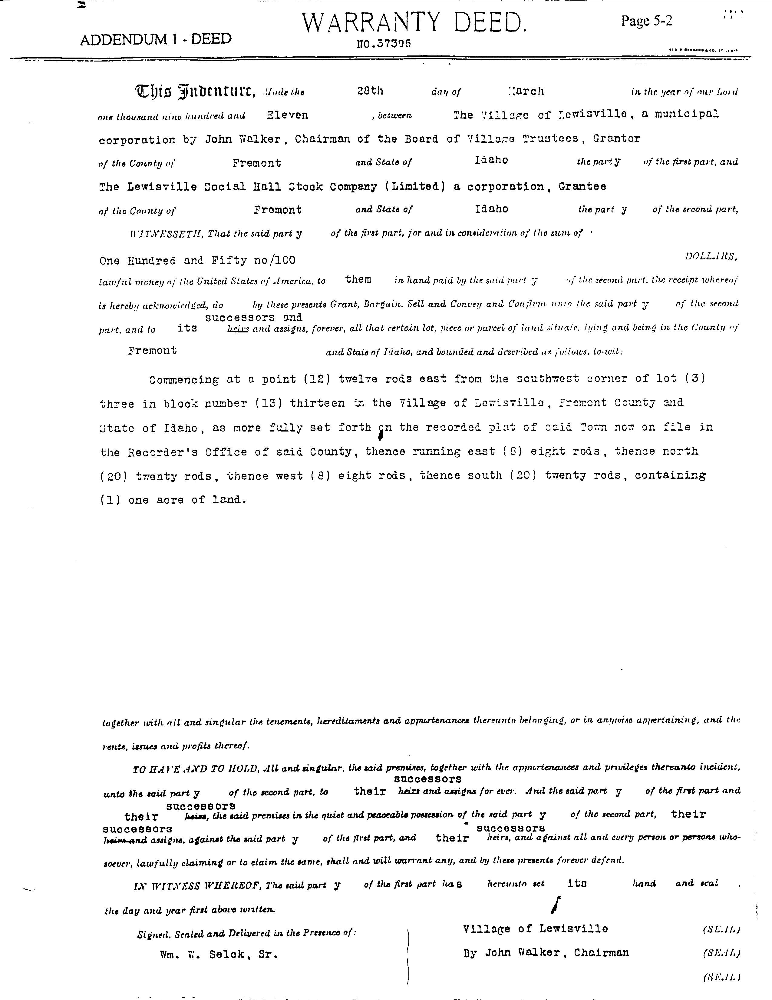 WARRANTY DEED.
Page 5-2
ADDENDUM 1 - DEED
NO.37395
This Indenture, Made the 28th day of March in the year of our Lord
one thousand nine hundred and Eleven , between The Village of Lewisville, a municipal
corporation by John Walker, Chairman of the Board of Village Trustees, Grantor
of the County of Fremont and State of Idaho the party of the first part, and
The Lewisville Social Hall Stock Company (Limited) a corporation, Grantee
of the County of Fremont and State of Idaho the part y of the second part,
WITNESSETH, That the said part y of the first part, for and in consideration of the sum of
One Hundred and Fifty no/100 DOLLARS,
lawful money of the United States of America, to them in hand paid by the said part y of the second part, the receipt whereof
is hereby acknowledged, do by these presents Grant, Bargain, Sell and Convey and Confirm unto the said part y of the second
successors and
part, and to its heirs and assigns, forever, all that certain lot, piece or parcel of land situate, lying and being in the County of
Fremont and State of Idaho, and bounded and described as follows, to-wit:
Commencing at a point (12) twelve rods east from the southwest corner of lot (3)
three in block number (13) thirteen in the Village of Lewisville, Fremont County and
State of Idaho, as more fully set forth on the recorded plat of said Town now on file in
the Recorder's Office of said County, thence running east (8) eight rods, thence north
(20) twenty rods, thence west (8) eight rods, thence south (20) twenty rods, containing
(1) one acre of land.
together with all and singular the tenements, hereditaments and appurtenances thereunto belonging, or in anywise appertaining, and the
rents, issues and profits thereof.
TO HAVE AND TO HOLD, All and singular, the said premises, together with the appurtenances and privileges thereunto incident,
successors
unto the said part y of the second part, to their heirs and assigns for ever. And the said part y of the first part and
successors
their heirs, the said premises in the quiet and peaceable possession of the said part y of the second part, their
successors successors
heirs and assigns, against the said part y of the first part, and their heirs, and against all and every person or persons who-
soever, lawfully claiming or to claim the same, shall and will warrant any, and by these presents forever defend.
IN WITNESS WHEREOF, The said part y of the first part has hereunto set its hand and seal ,
the day and year first above written.
Signed, Sealed and Delivered in the Presence of: Village of Lewisville (SEAL)
Wm. W. Selck, Sr. By John Walker, Chairman (SEAL)
(SEAL)